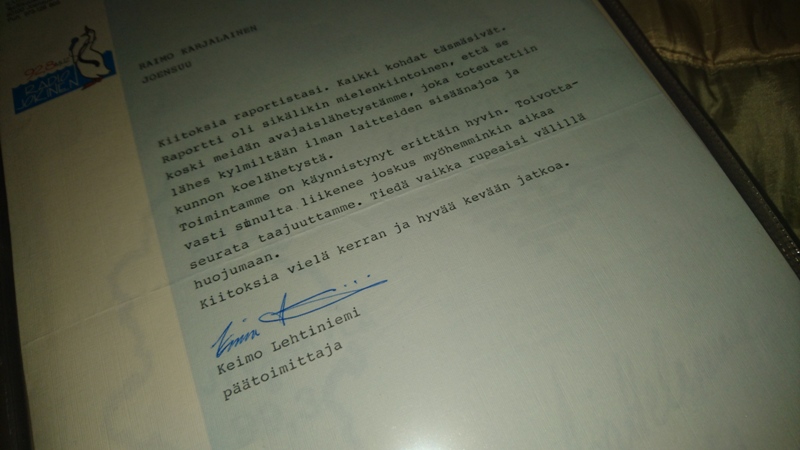 RAIMO KARJALAINEN
JOENSUU
Kiitoksia raportistasi. Kaikki kohdat täsmäsivät.
Raportti oli sikälikin mielenkiintoinen, että se
koski meidän avajaislähetystämme, joka toteutettiin
lähes kylmiltään ilman laitteiden sisäänajoa ja
kunnon koelähetystä.
Toimintamme on käynnistynyt erittäin hyvin. Toivotta-
vasti sinulta liikenee joskus myöhemminkin aikaa
seurata taajuuttamme. Tiedä vaikka rupeaisi välillä
huojumaan.
Kiitoksia vielä kerran ja hyvää kevään jatkoa.
Keimo Lehtiniemi
päätoimittaja